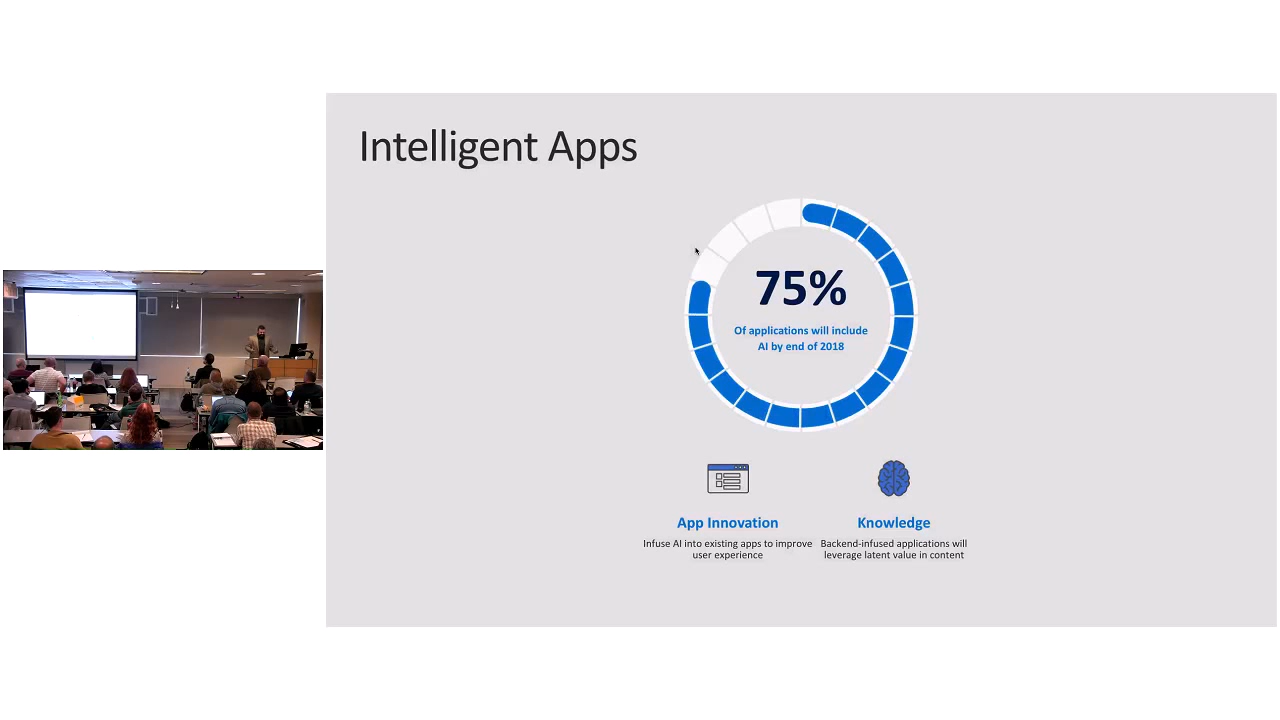 Intelligent Apps
75%
Of applications will include
AI by end of 2018
App Innovation
Infuse AI into existing apps to improve
user experience
Knowledge
Backend-infused applications will
leverage latent value in content